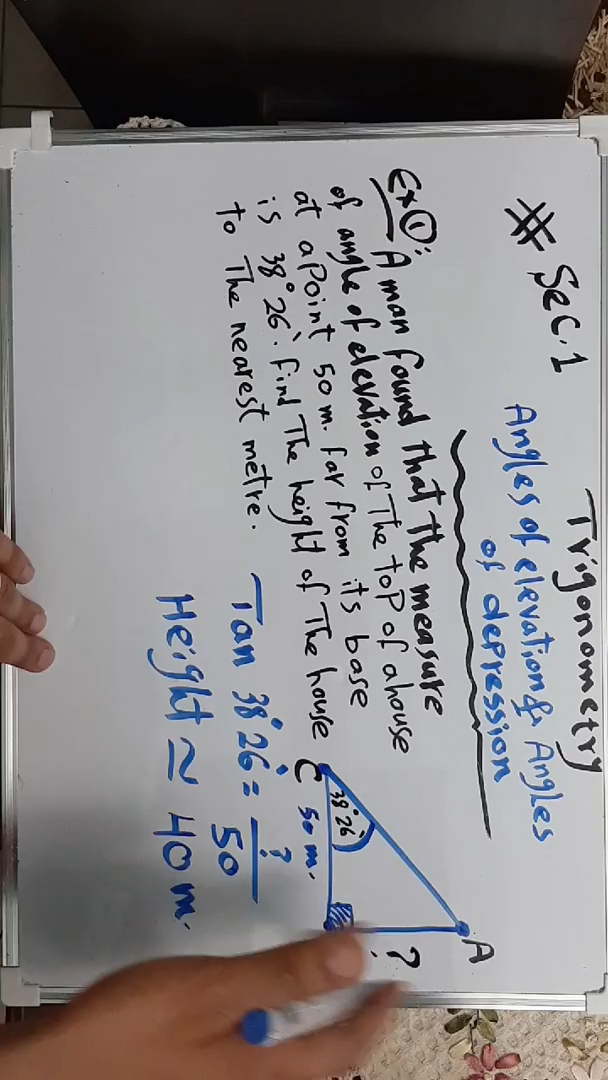 Trigonometry
# Sec.1
Angles of elevation & Angles
of depression
Ex①: A man found that the measure
of angle of elevation of The top of a house
at a point 50 m. far from its base
is 38° 26`. find The height of The house
to The nearest metre.
A
?
38° 26`
C
50 m.
Tan 38° 26` = ?/50
Height ≃ 40 m.